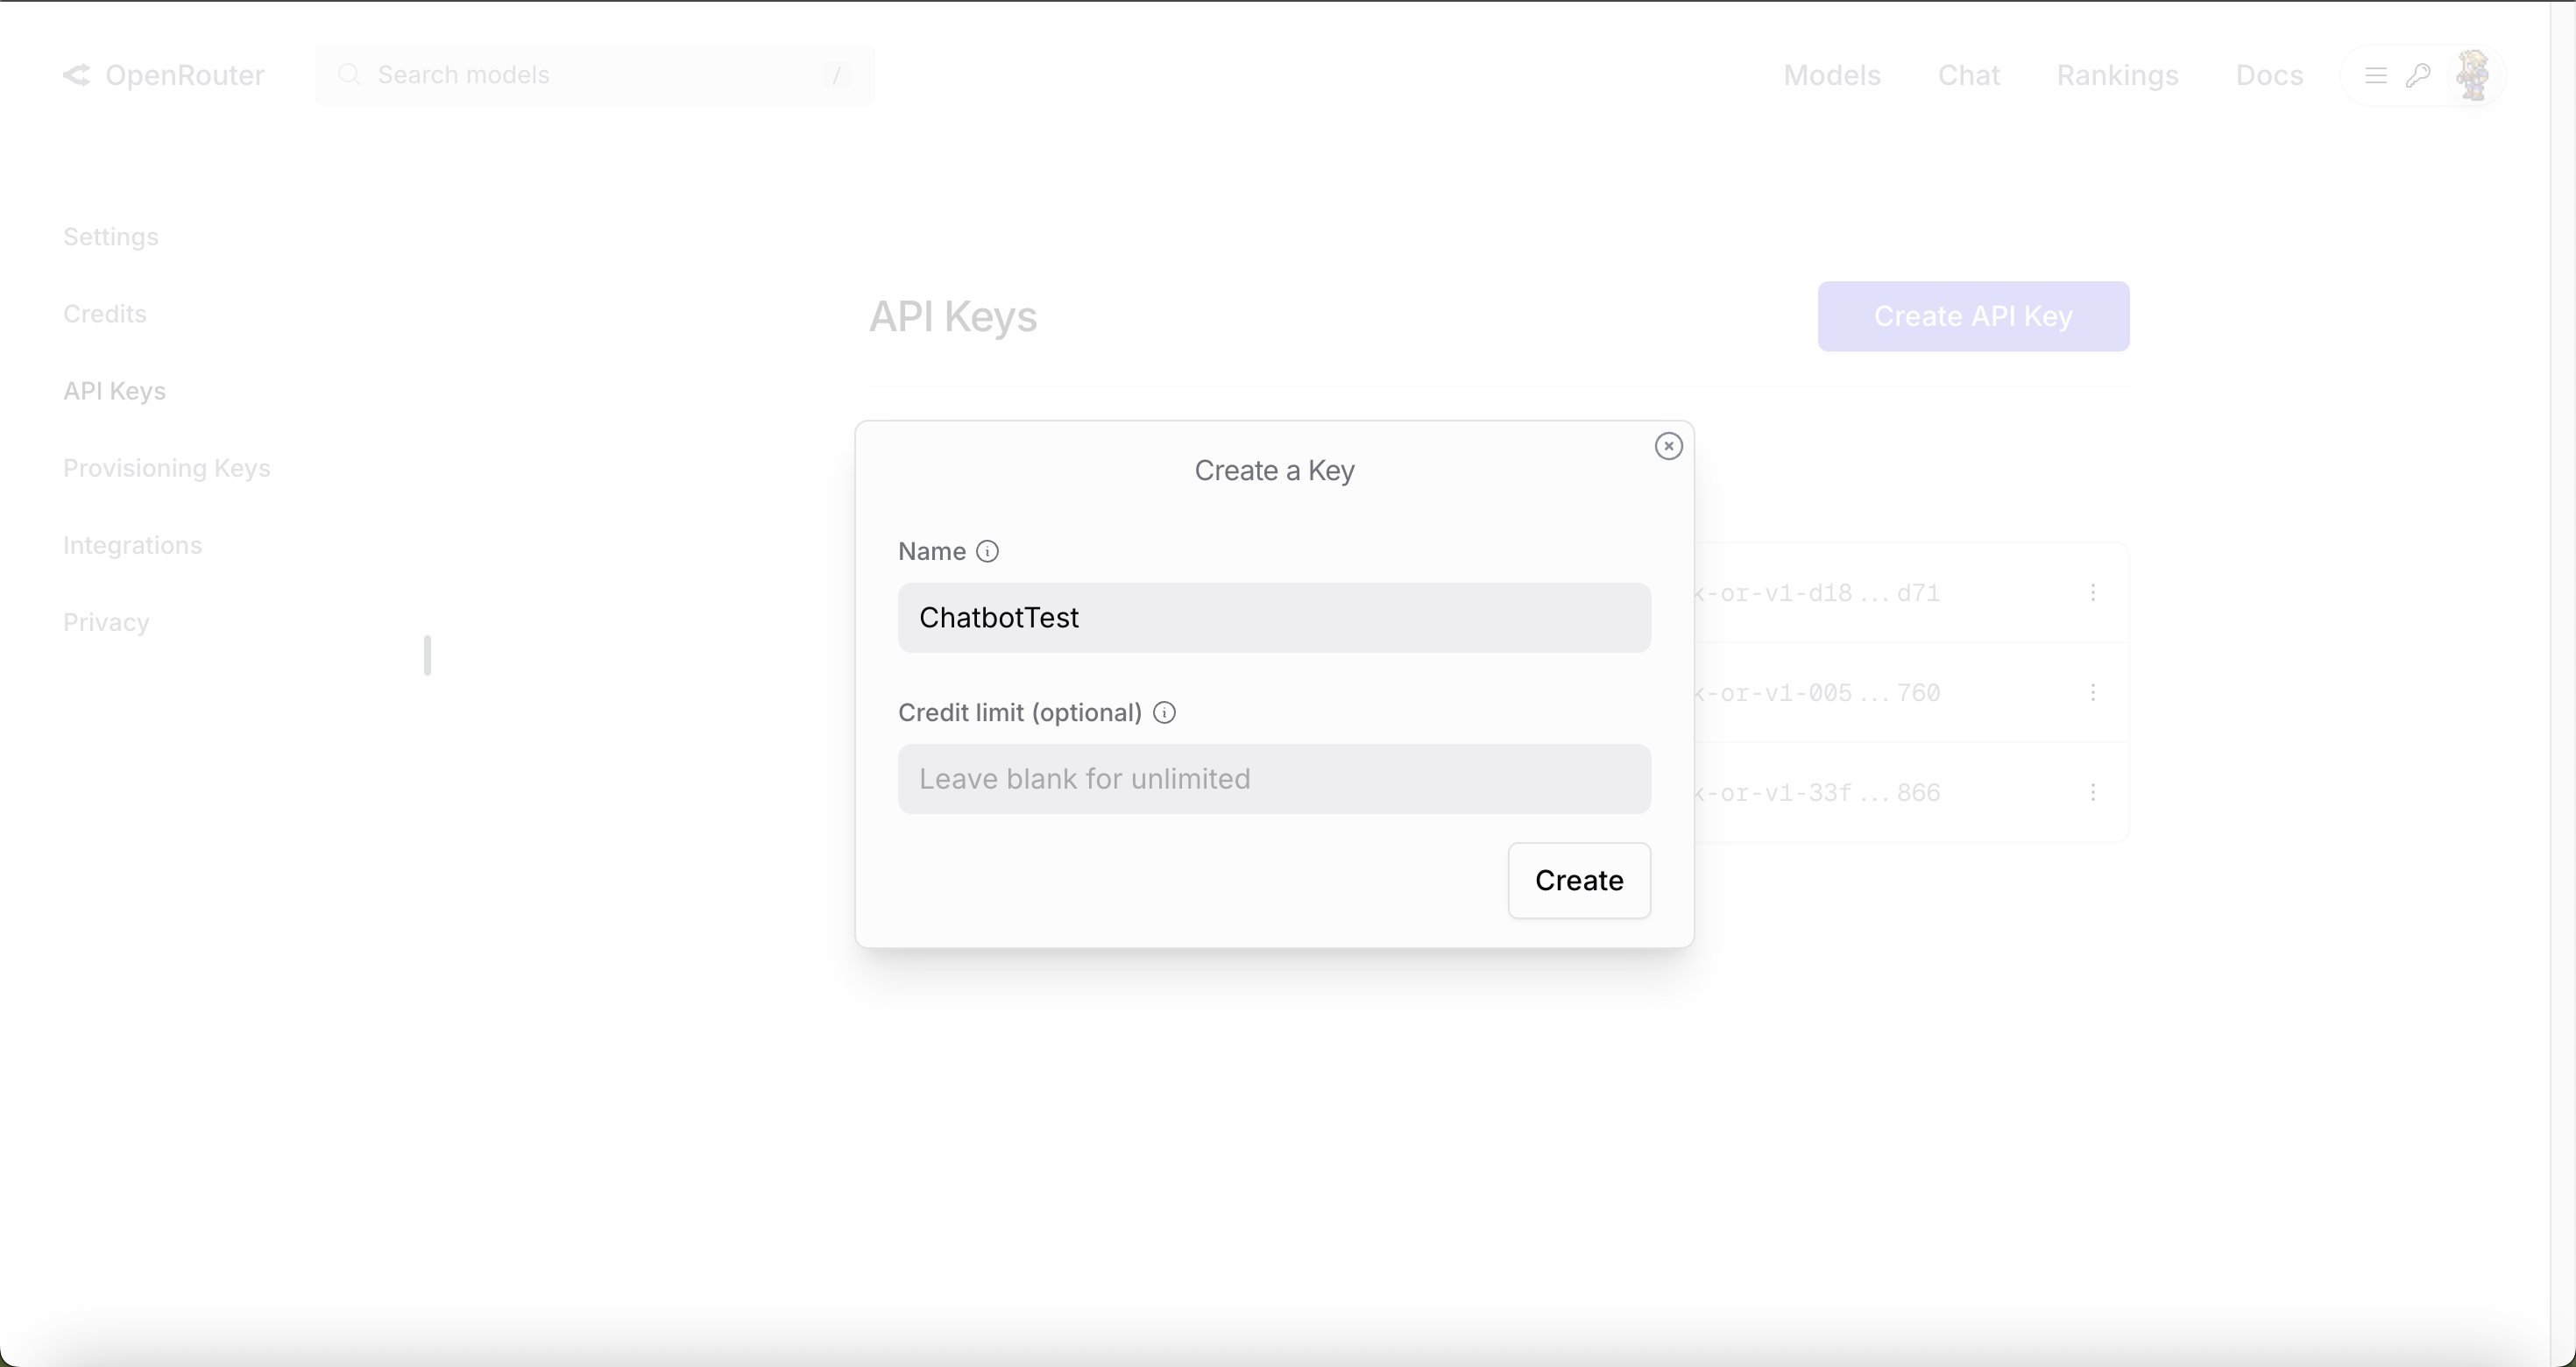 OpenRouter
Search models
/
Models
Chat
Rankings
Docs
Settings
Credits
API Keys
Provisioning Keys
Integrations
Privacy
API Keys
Create API Key
Create a Key
Name
ChatbotTest
Credit limit (optional)
Leave blank for unlimited
Create
k-or-v1-d18...d71
k-or-v1-005...760
k-or-v1-33f...866